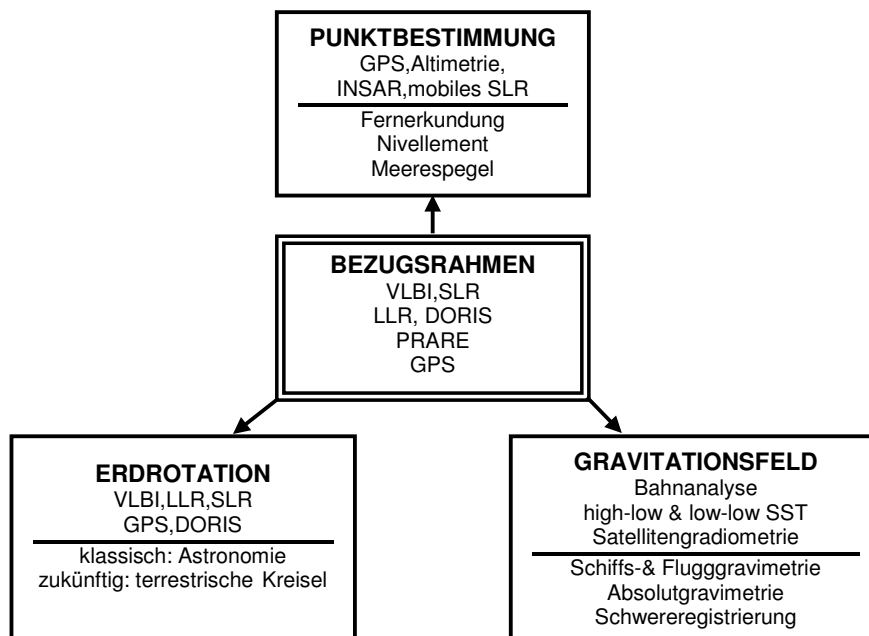 PUNKTBESTIMMUNG
GPS,Altimetrie,
INSAR,mobiles SLR
Fernerkundung
Nivellement
Meerespegel
BEZUGSRAHMEN
VLBI,SLR
LLR, DORIS
PRARE
GPS
ERDROTATION
VLBI,LLR,SLR
GPS,DORIS
klassisch: Astronomie
zukünftig: terrestrische Kreisel
GRAVITATIONSFELD
Bahnanalyse
high-low & low-low SST
Satellitengradiometrie
Schiffs-& Flugggravimetrie
Absolutgravimetrie
Schwereregistrierung